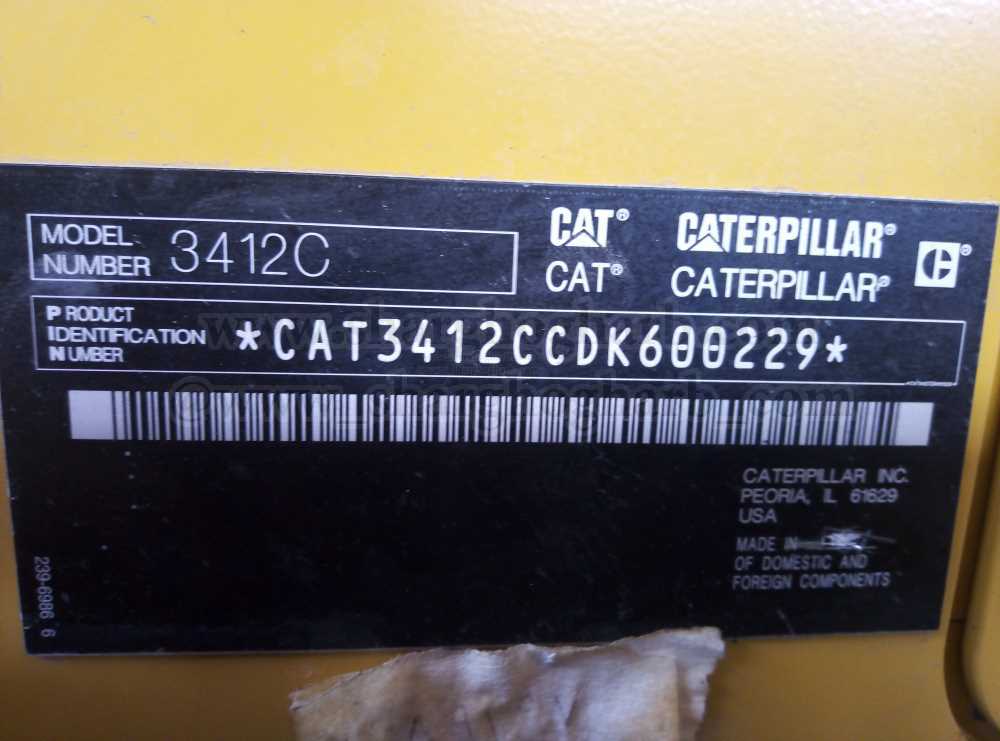 MODEL
NUMBER 3412C
CAT® CATERPILLAR®
CAT® CATERPILLAR®
PRODUCT
IDENTIFICATION
NUMBER
*CAT3412CCDK600229*
CATERPILLAR INC.
PEORIA, IL 61629
USA
MADE IN
OF DOMESTIC AND
FOREIGN COMPONENTS
239-6986 6